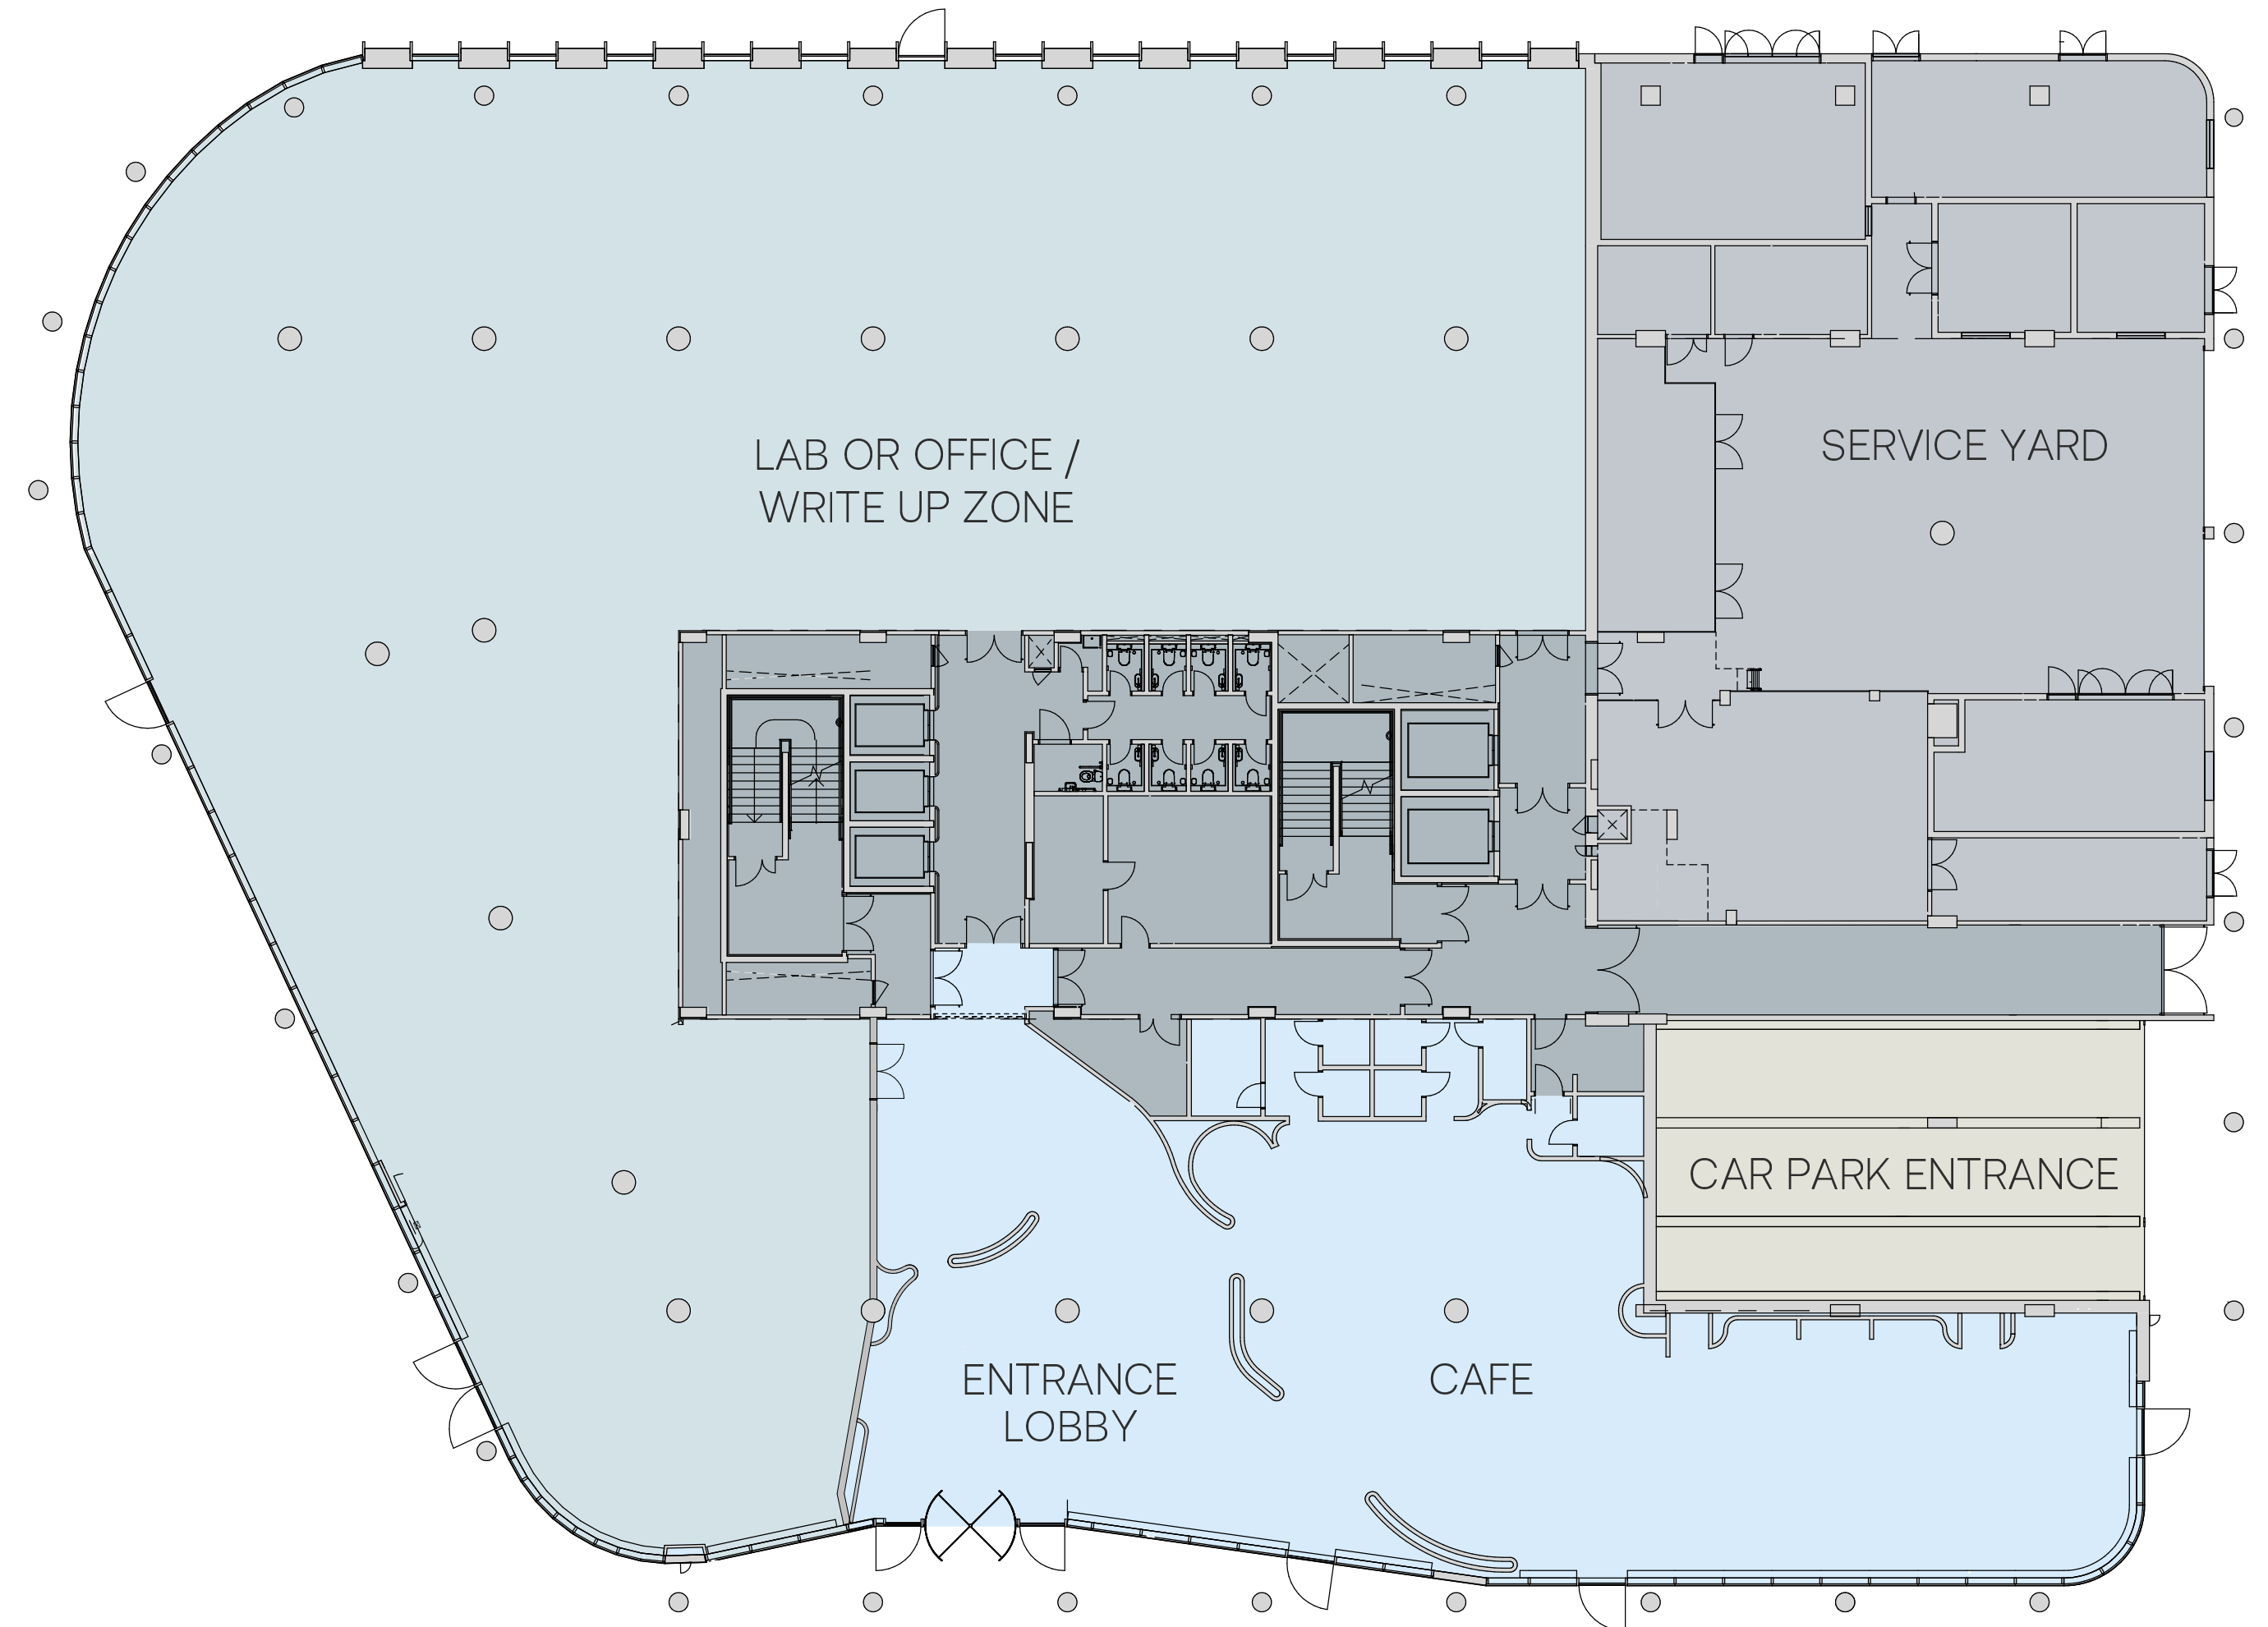 LAB OR OFFICE /
WRITE UP ZONE
SERVICE YARD
CAR PARK ENTRANCE
ENTRANCE
LOBBY
CAFE